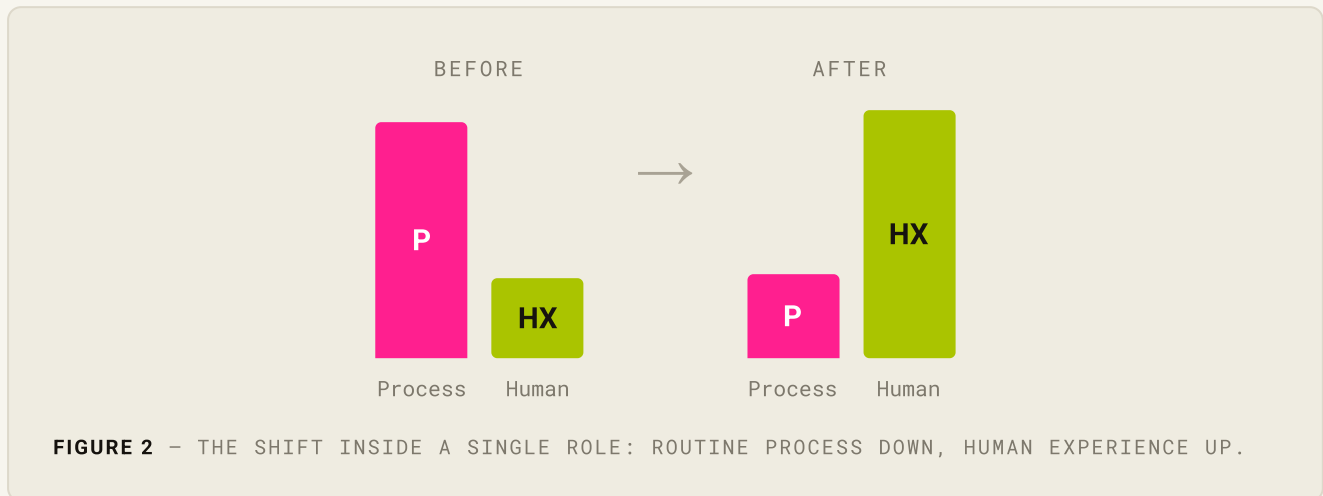 BEFORE
AFTER
P
HX
P
HX
Process
Human
Process
Human
FIGURE 2 – THE SHIFT INSIDE A SINGLE ROLE: ROUTINE PROCESS DOWN, HUMAN EXPERIENCE UP.